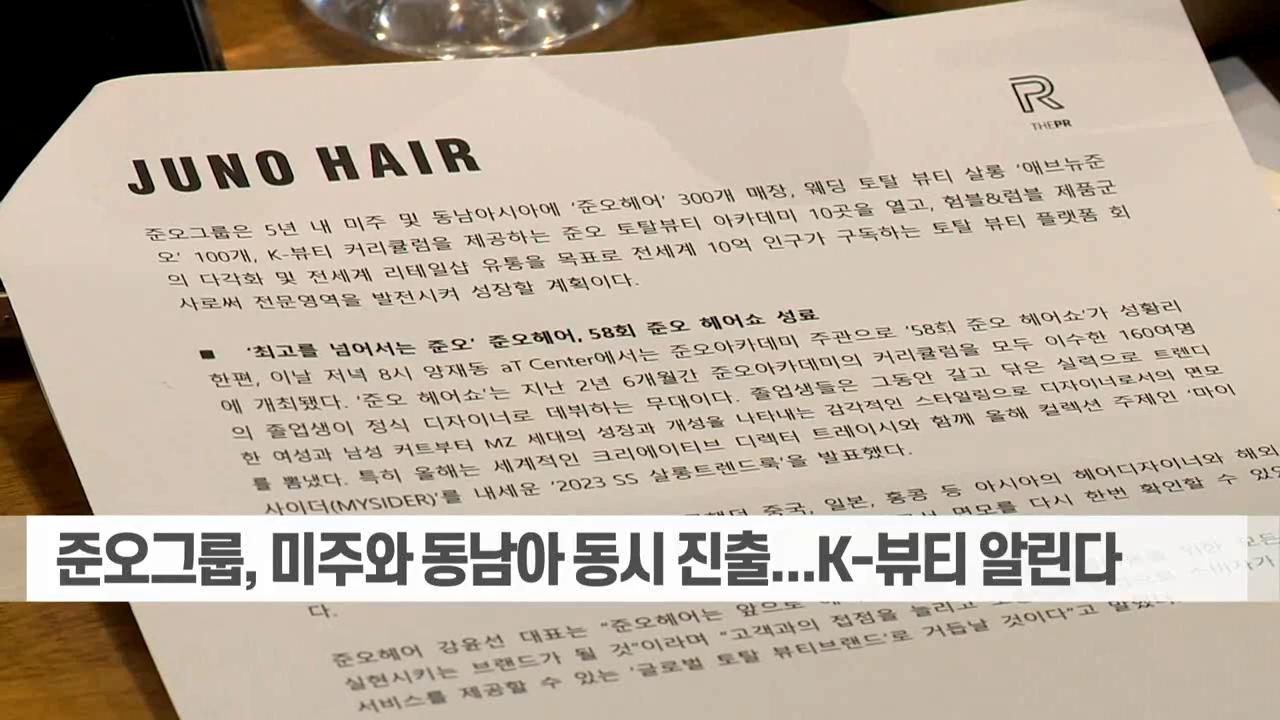 R
THEPR
JUNO HAIR
준오그룹은 5년 내 미주 및 동남아시아에 '준오헤어' 300개 매장, 웨딩 토탈 뷰티 살롱 '애브뉴준
오' 100개, K-뷰티 커리큘럼을 제공하는 준오 토탈뷰티 아카데미 10곳을 열고, 험블&럼블 제품군
의 다각화 및 전세계 리테일샵 유통을 목표로 전세계 10억 인구가 구독하는 토탈 뷰티 플랫폼 회
사로써 전문영역을 발전시켜 성장할 계획이다.
■ '최고를 넘어서는 준오' 준오헤어, 58회 준오 헤어쇼 성료
한편, 이날 저녁 8시 양재동 aT Center에서는 준오아카데미 주관으로 '58회 준오 헤어쇼'가 성황리
에 개최됐다. '준오 헤어쇼'는 지난 2년 6개월간 준오아카데미의 커리큘럼을 모두 이수한 160여명
의 졸업생이 정식 디자이너로 데뷔하는 무대이다. 졸업생들은 그동안 갈고 닦은 실력으로 트렌디
한 여성과 남성 커트부터 MZ 세대의 성장과 개성을 나타내는 감각적인 스타일링으로 디자이너로서의 면모
를 뽐냈다. 특히 올해는 세계적인 크리에이티브 디렉터 트레이시와 함께 올해 컬렉션 주제인 '마이
사이더(MYSIDER)'를 내세운 '2023 SS 살롱트렌드룩'을 발표했다.
중국, 일본, 홍콩 등 아시아의 헤어디자이너와 해외
면모를 다시 한번 확인할 수 있었
준오그룹, 미주와 동남아 동시 진출...K-뷰티 알린다
다.
준오헤어 강윤선 대표는 "준오헤어는 앞으로
실현시키는 브랜드가 될 것"이라며 "고객과의 접점을 늘리고
서비스를 제공할 수 있는 '글로벌 토탈 뷰티브랜드'로 거듭날 것이다"고 말했다.